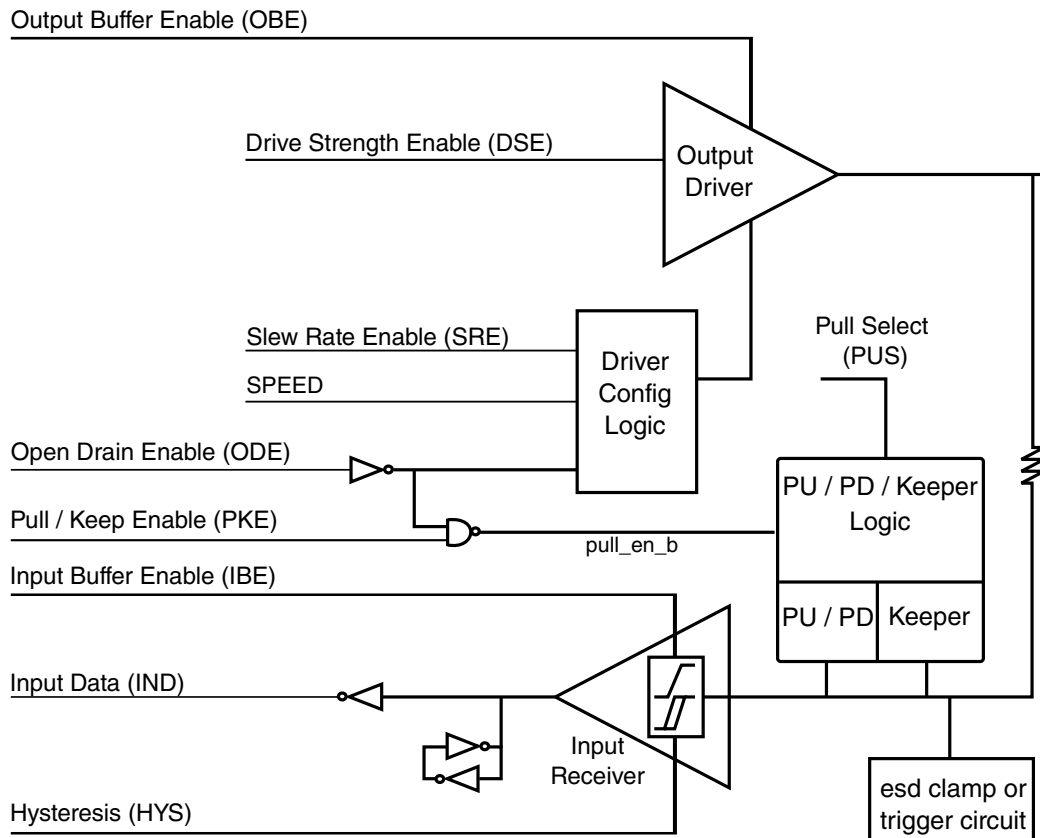 Output Buffer Enable (OBE)
Drive Strength Enable (DSE)
Output
Driver
Slew Rate Enable (SRE)
SPEED
Driver
Config
Logic
Pull Select
(PUS)
Open Drain Enable (ODE)
Pull / Keep Enable (PKE)
pull_en_b
PU / PD / Keeper
Logic
PU / PD
Keeper
Input Buffer Enable (IBE)
Input Data (IND)
Input
Receiver
Hysteresis (HYS)
esd clamp or
trigger circuit